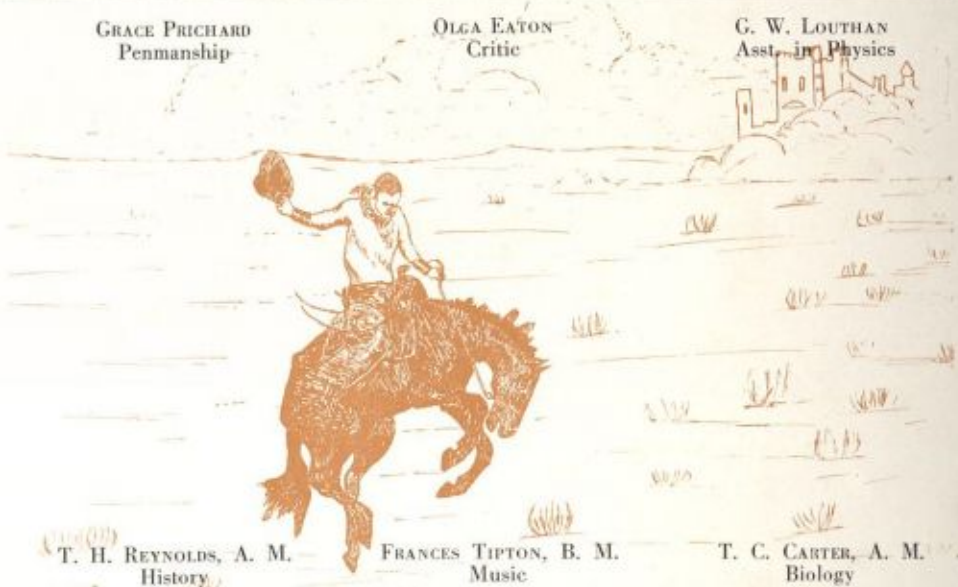 GRACE PRICHARD
Penmanship
OLGA EATON
Critic
G. W. LOUTHAN
Asst. in Physics
T. H. REYNOLDS, A. M.
History
FRANCES TIPTON, B. M.
Music
T. C. CARTER, A. M.
Biology